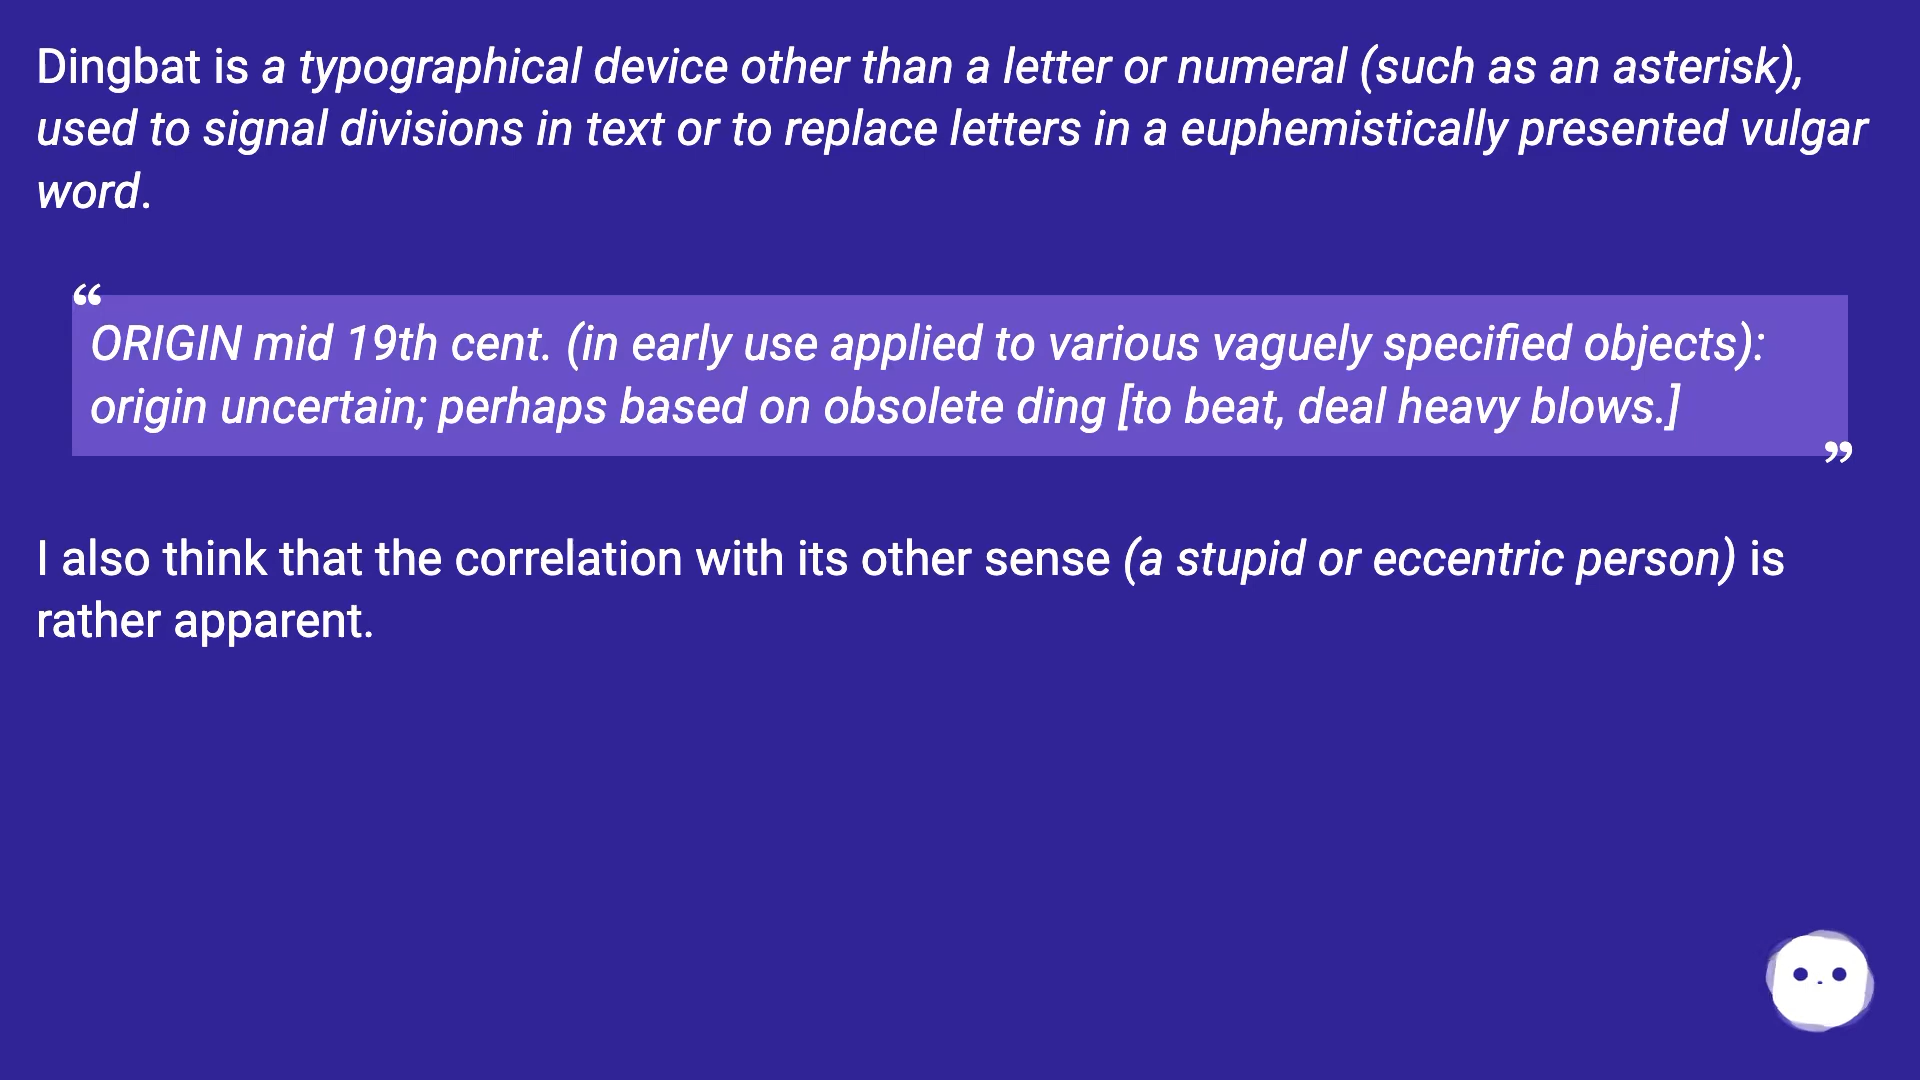 Dingbat is a typographical device other than a letter or numeral (such as an asterisk),
used to signal divisions in text or to replace letters in a euphemistically presented vulgar
word.
“
ORIGIN mid 19th cent. (in early use applied to various vaguely specified objects):
origin uncertain; perhaps based on obsolete ding [to beat, deal heavy blows.]
”
I also think that the correlation with its other sense (a stupid or eccentric person) is
rather apparent.